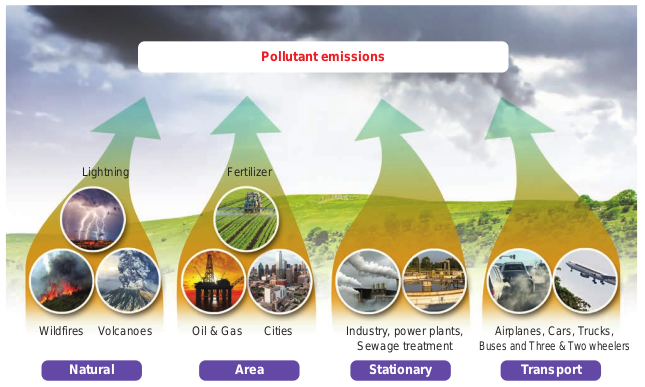 Pollutant emissions
Lightning
Fertilizer
Wildfires
Volcanoes
Oil & Gas
Cities
Industry, power plants,
Sewage treatment
Airplanes, Cars, Trucks,
Buses and Three & Two wheelers
Natural
Area
Stationary
Transport